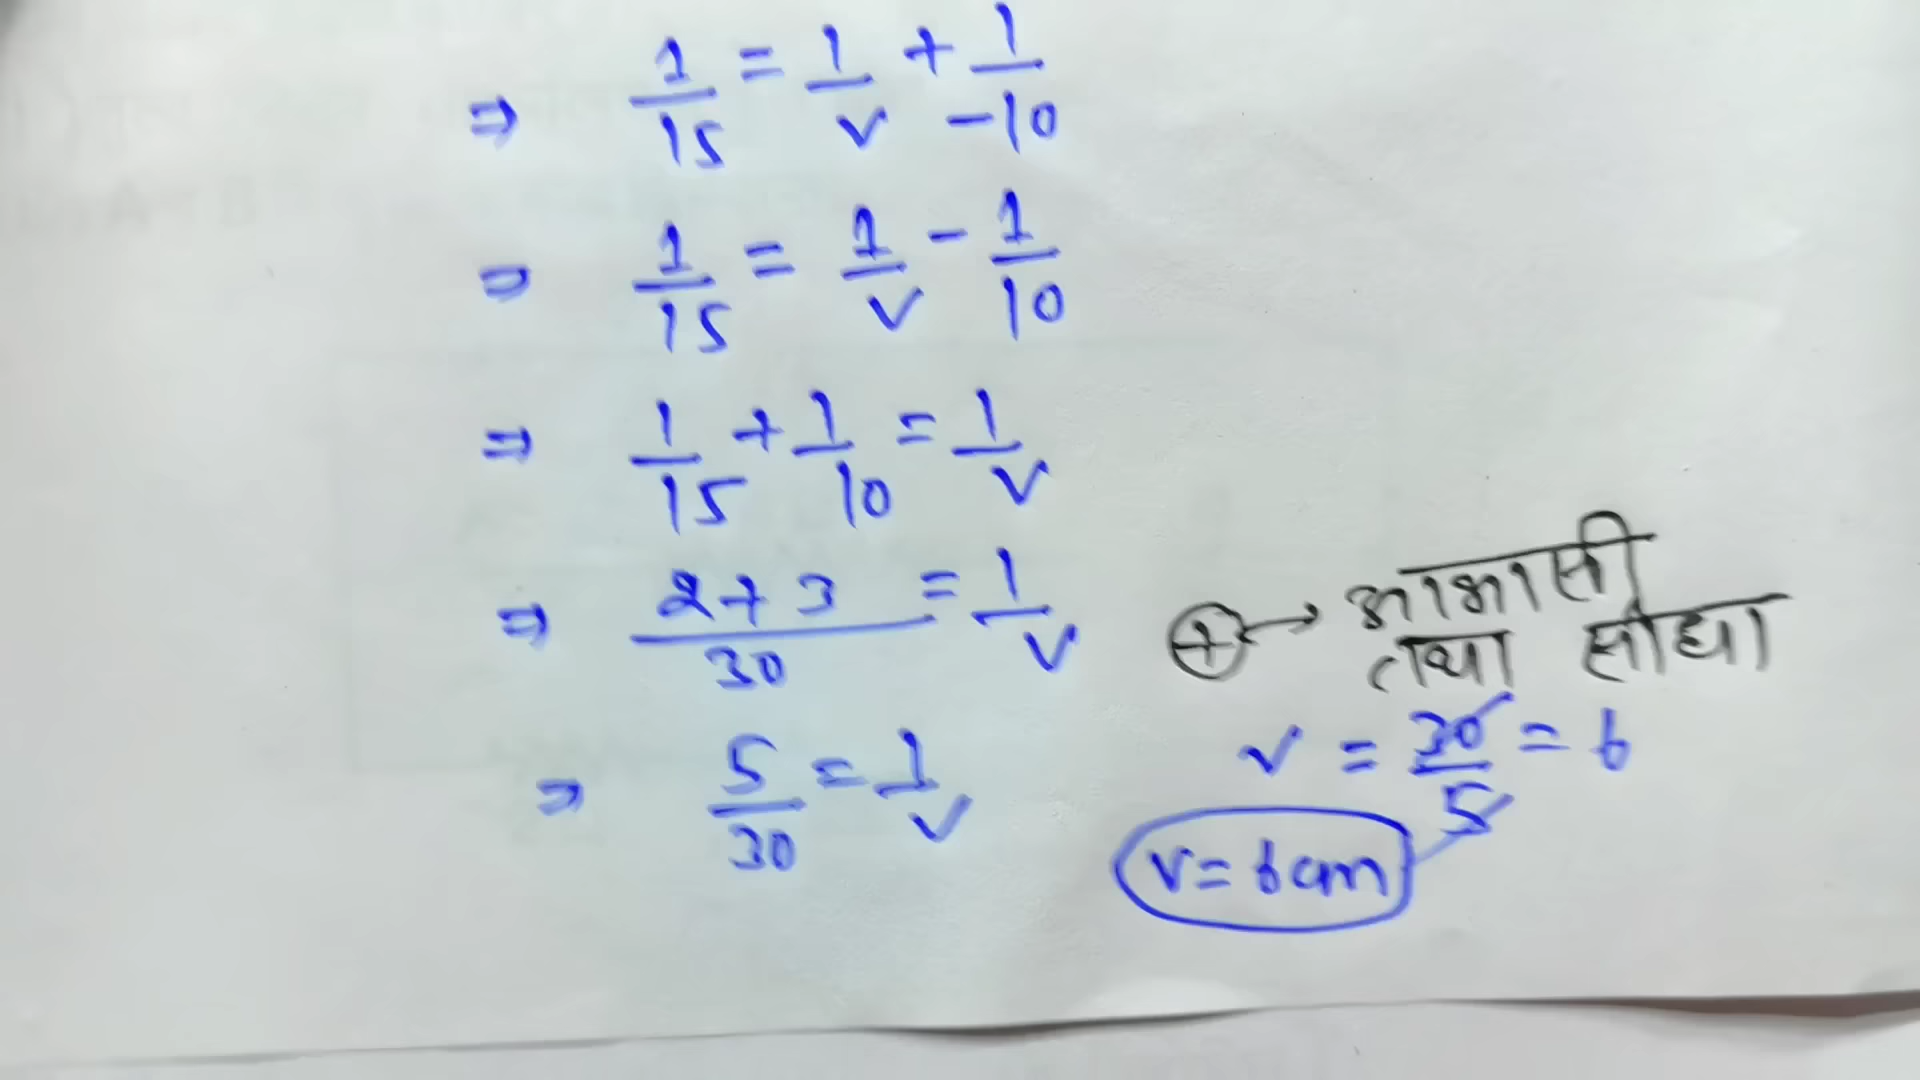 ⇒ 1/15 = 1/v + 1/-10
⇒ 1/15 = 1/v - 1/10
⇒ 1/15 + 1/10 = 1/v
⇒ 2+3/30 = 1/v
⇒ 5/30 = 1/v
⊕→ आभासी
तथा सीधा
v = 30/5 = 6
v = 6cm